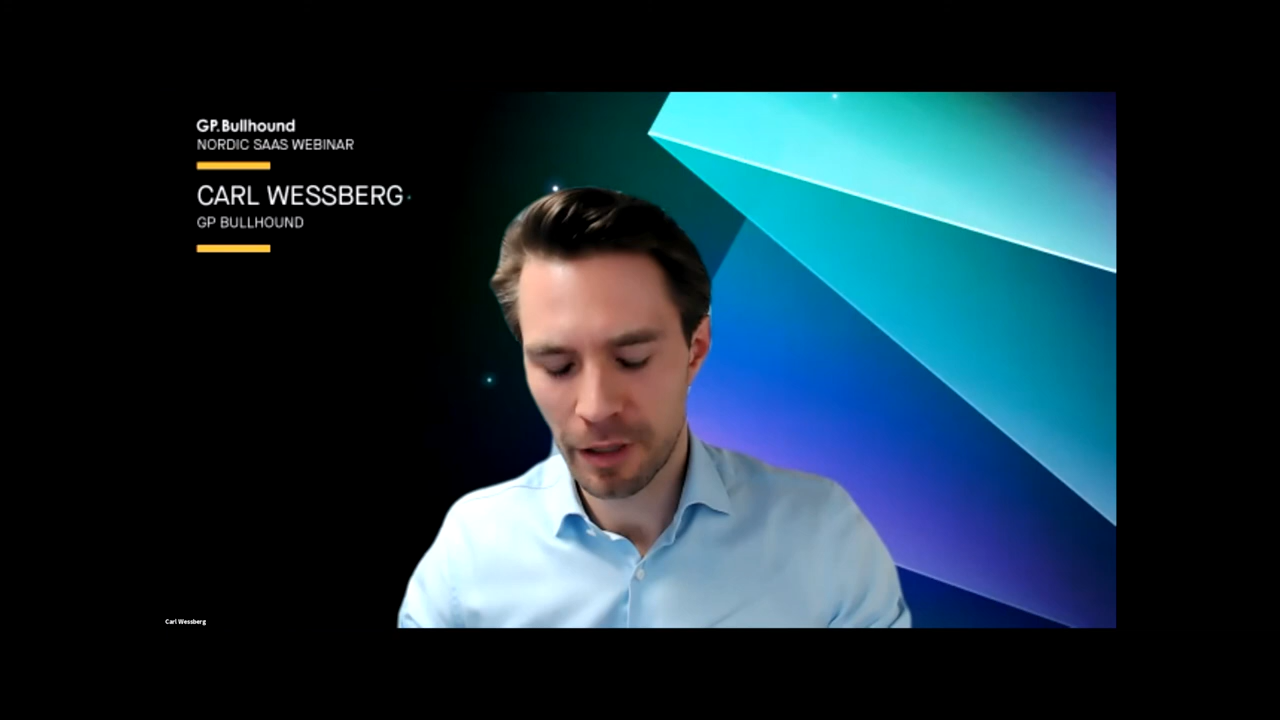 GP.Bullhound
NORDIC SAAS WEBINAR
CARL WESSBERG
GP BULLHOUND
Carl Wessberg